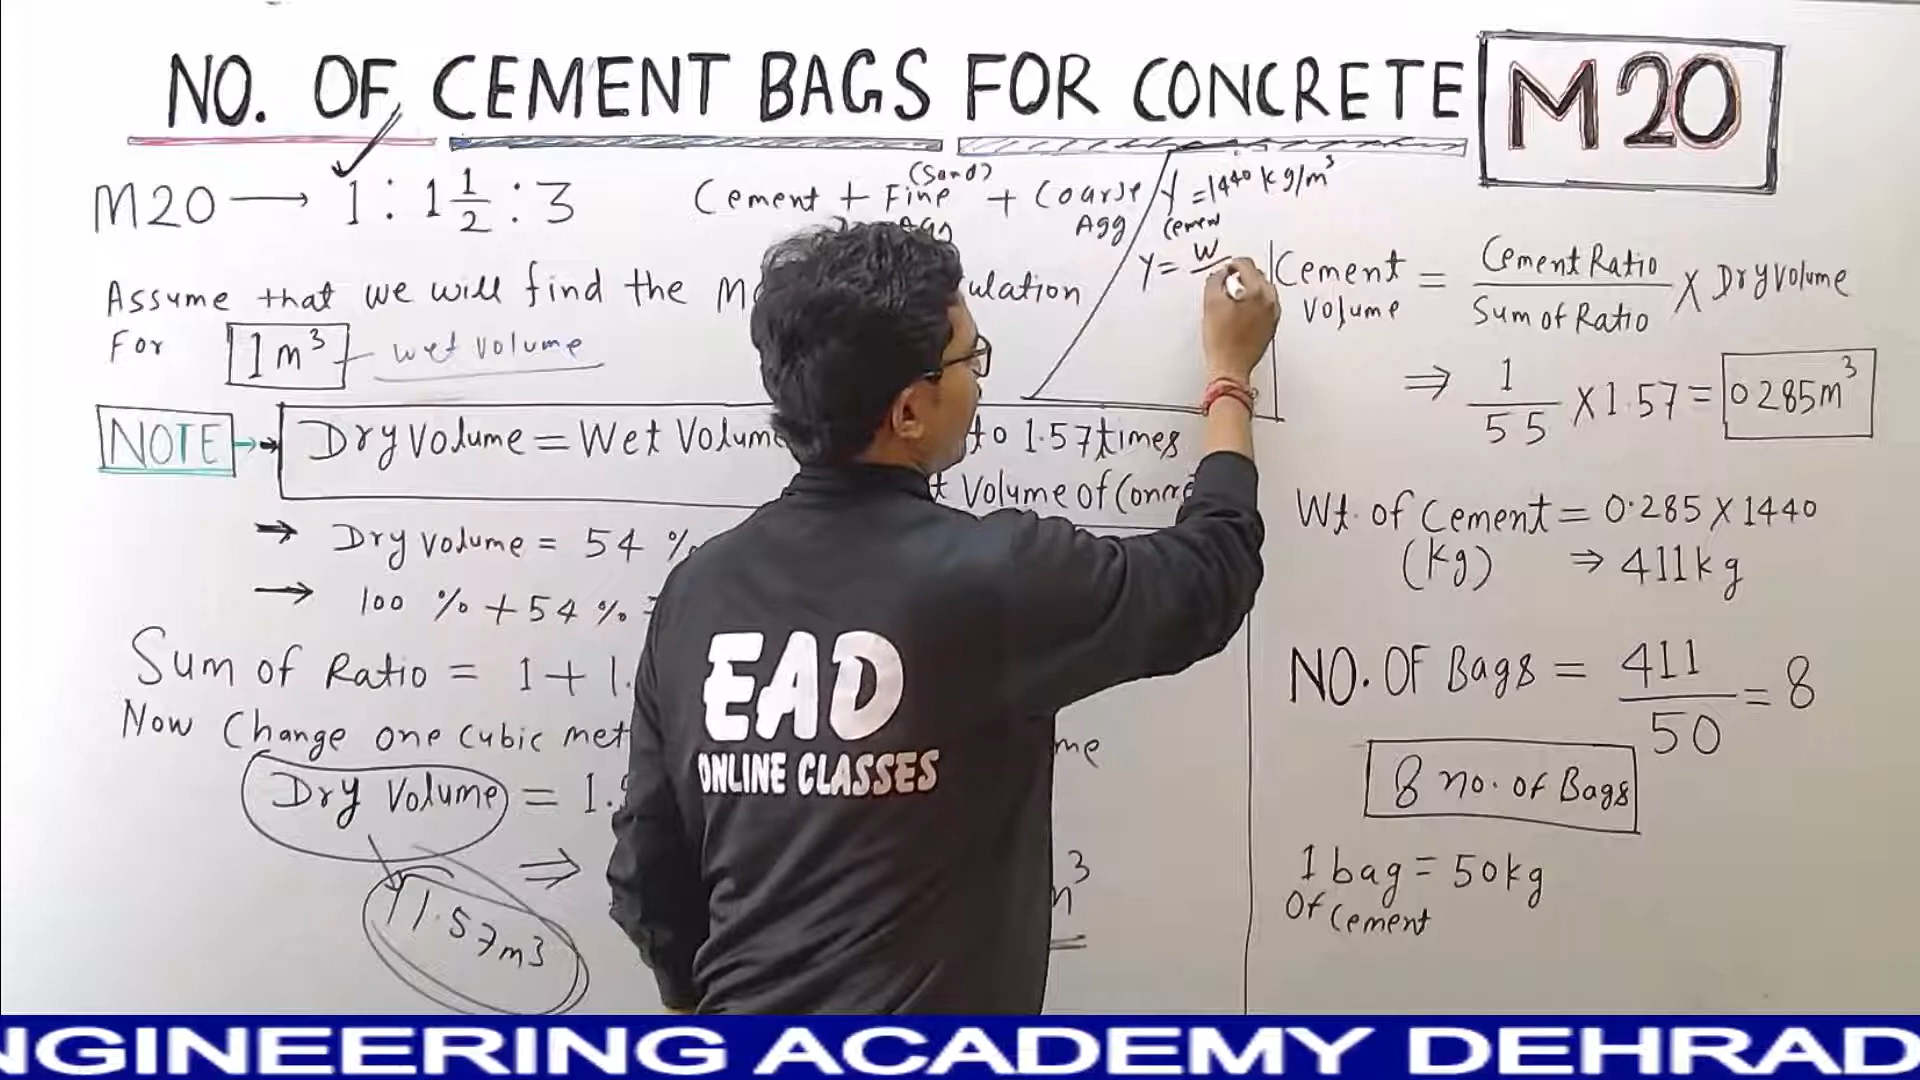 NO. OF CEMENT BAGS FOR CONCRETE M20
M20 → 1 : 1 1/2 : 3
Cement + Fine (Sand) + Coarse Agg
γ = 1440 kg/m³
Cement
γ = W
Assume that we will find the ulation
For 1m³ - wet volume
NOTE → Dry Volume = Wet Volume to 1.57 times
Volume of Concre
→ Dry volume = 54 %
→ 100 % + 54 % =
Sum of Ratio = 1 + 1.
Now Change one cubic met me
Dry Volume = 1.5
⇒ m³
1.57m3
Cement Volume = Cement Ratio / Sum of Ratio X Dry Volume
⇒ 1 / 5 5 X 1.57 = 0 285m³
Wt. of Cement = 0.285 X 1440
(kg) ⇒ 411kg
NO. OF Bags = 411 / 50 = 8
8 no. of Bags
1 bag = 50kg
Of Cement
EAD
ONLINE CLASSES
NGINEERING ACADEMY DEHRAD